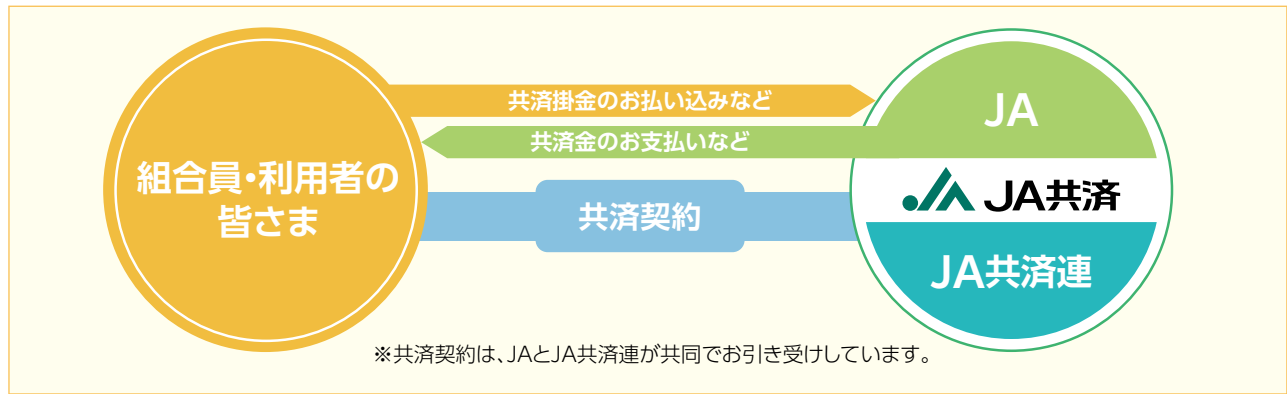 共済掛金のお払い込みなど
共済金のお支払いなど
組合員・利用者の
皆さま
共済契約
JA
JA共済
JA共済連
※共済契約は、JAとJA共済連が共同でお引き受けしています。